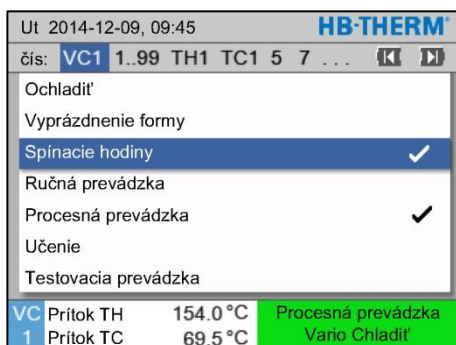 Ut 2014-12-09, 09:45 HB-THERM®
čís: VC1 1..99 TH1 TC1 5 7 ...
Ochladiť
Vyprázdnenie formy
Spínacie hodiny
Ručná prevádzka
Procesná prevádzka
Učenie
Testovacia prevádzka
VC Prítok TH 154.0 °C Procesná prevádzka
1 Prítok TC 69.5 °C Vario Chladiť